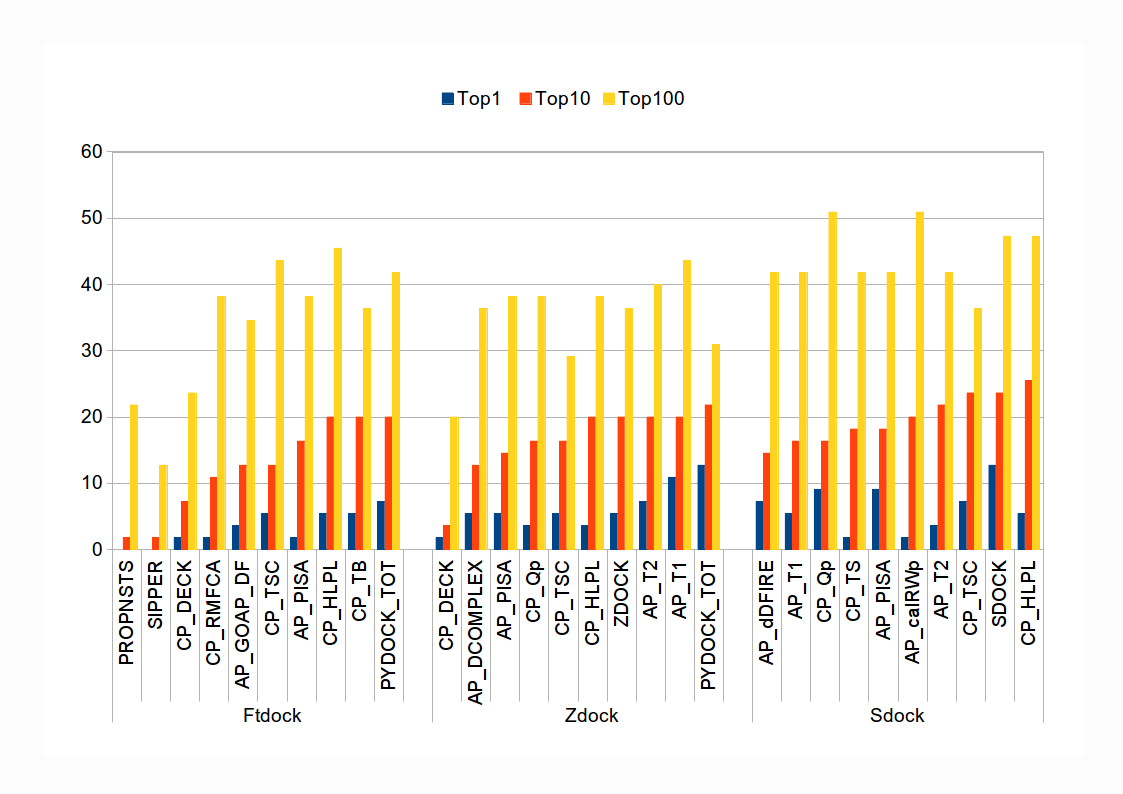 Top1 Top10 Top100
60
50
40
30
20
10
0
PROPNSTS
SIPPER
CP_DECK
CP_RMFCA
AP_GOAP_DF
CP_TSC
AP_PISA
CP_HLPL
CP_TB
PYDOCK_TOT
CP_DECK
AP_DCOMPLEX
AP_PISA
CP_Qp
CP_TSC
CP_HLPL
ZDOCK
AP_T2
AP_T1
PYDOCK_TOT
AP_dDFIRE
AP_T1
CP_Qp
CP_TS
AP_PISA
AP_calRWp
AP_T2
CP_TSC
SDOCK
CP_HLPL
Ftdock Zdock Sdock